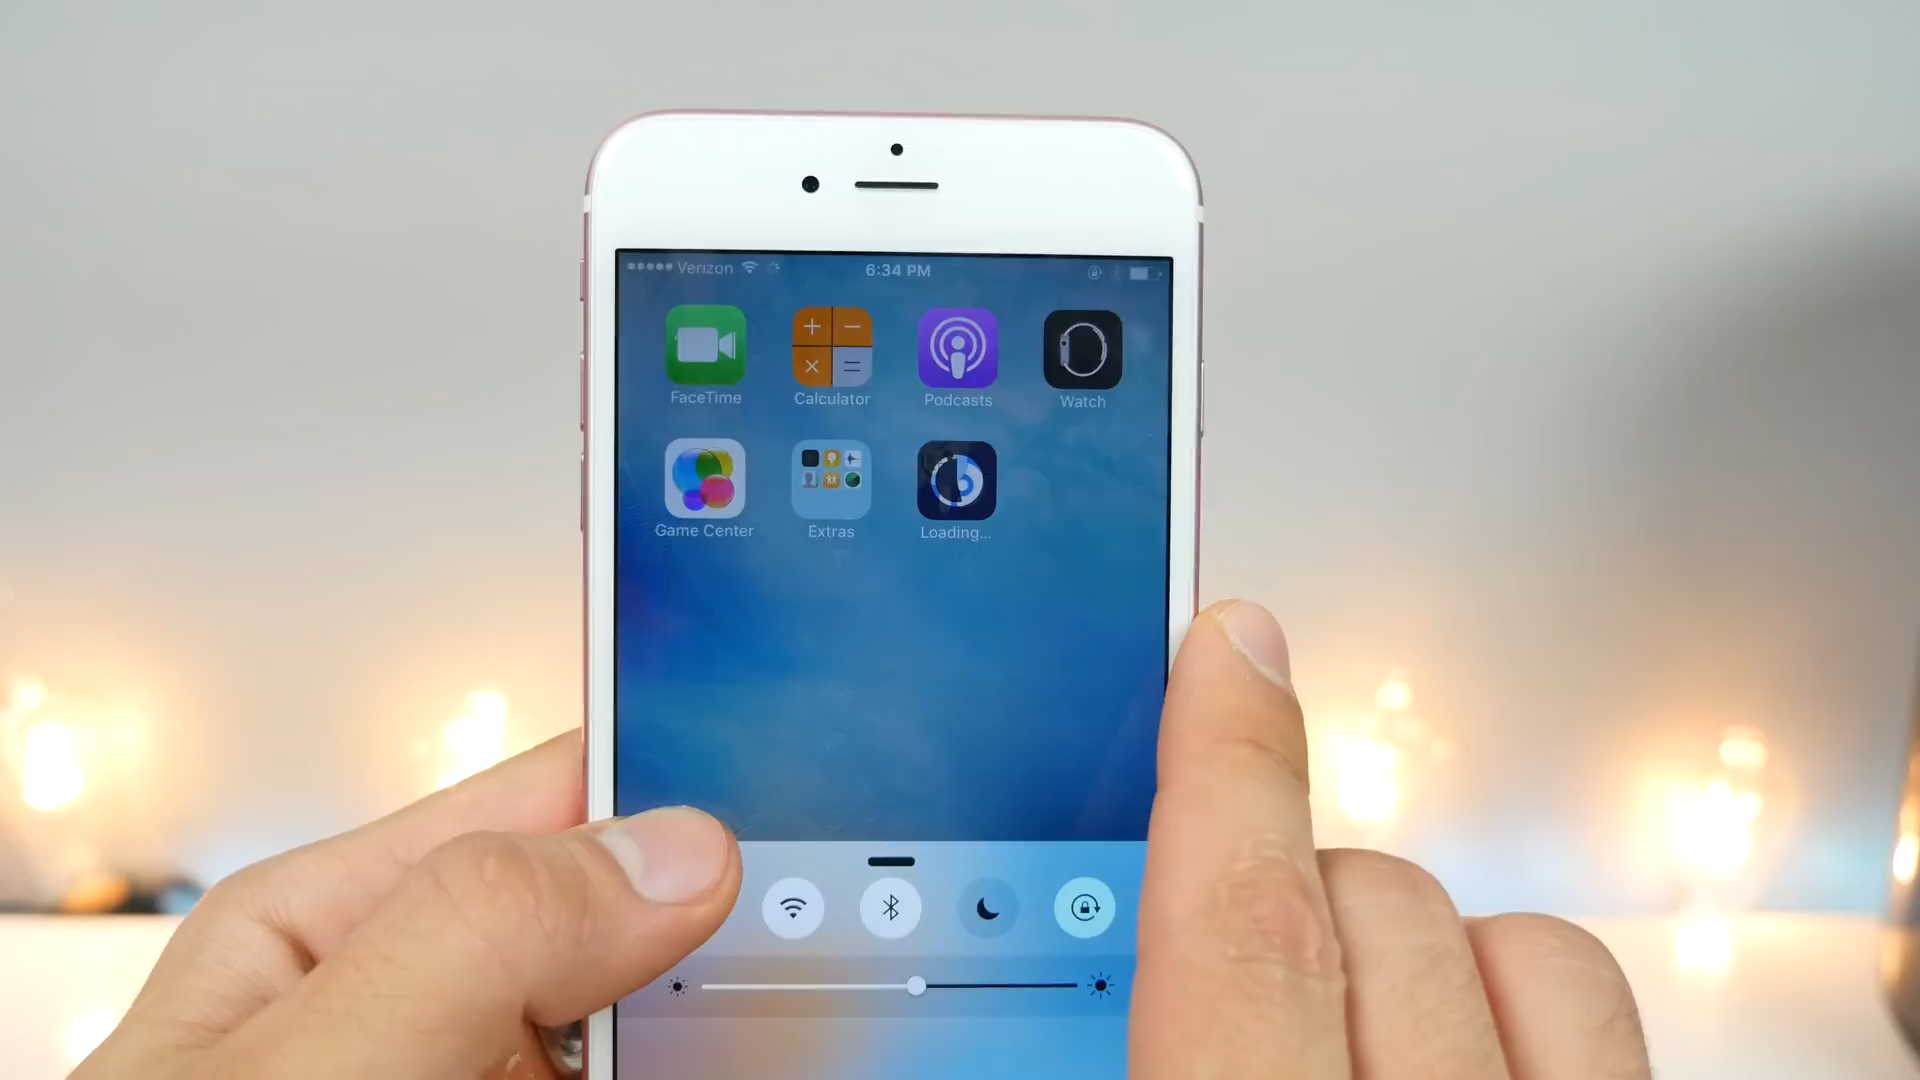 Verizon 6:34 PM
FaceTime Calculator Podcasts Watch
Game Center Extras Loading...